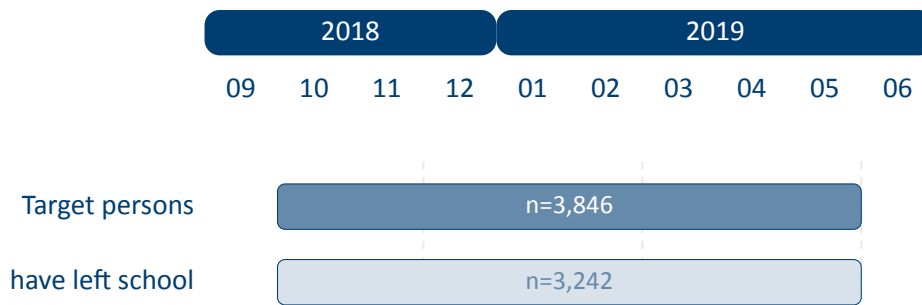 2018 2019
09 10 11 12 01 02 03 04 05 06
Target persons n=3,846
have left school n=3,242